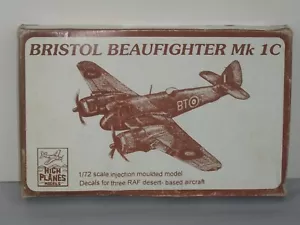 BRISTOL BEAUFIGHTER Mk 1C
BT
HIGH
PLANES
MODELS
1/72 scale injection moulded model
Decals for three RAF desert- based aircraft